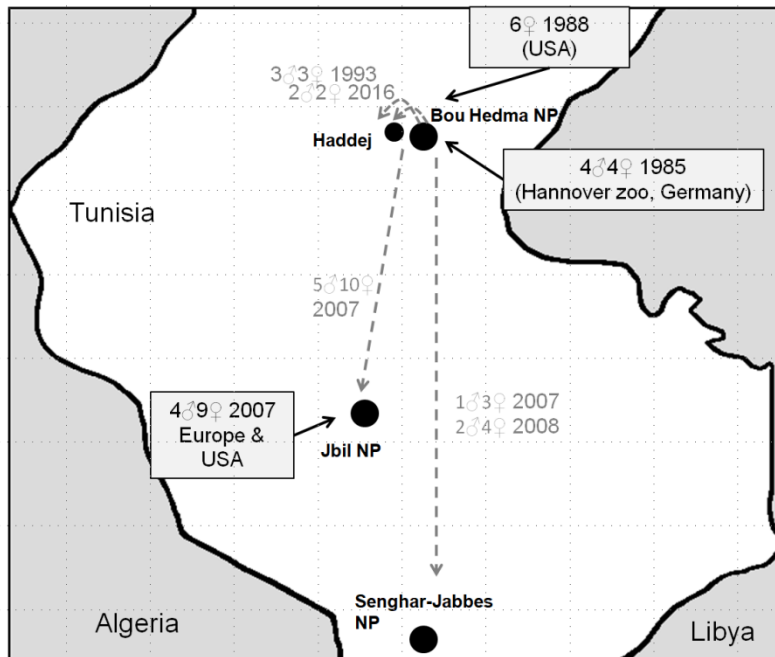 6♀ 1988
(USA)
3♂3♀ 1993
2♂2♀ 2016
Bou Hedma NP
Haddej
4♂4♀ 1985
(Hannover zoo, Germany)
Tunisia
5♂10♀
2007
4♂9♀ 2007
Europe &
USA
1♂3♀ 2007
2♂4♀ 2008
Jbil NP
Senghar-Jabbes
NP
Algeria
Libya